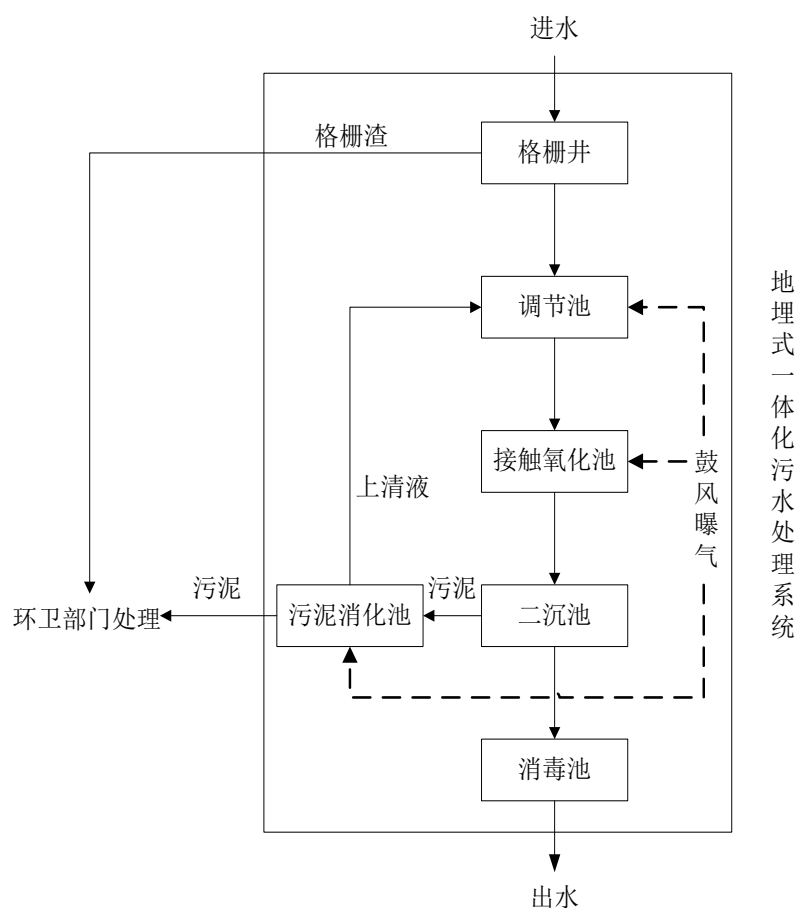 进水
格栅渣
格栅井
调节池
接触氧化池
鼓风曝气
上清液
污泥
污泥
环卫部门处理
污泥消化池
二沉池
消毒池
出水
地埋式一体化污水处理系统